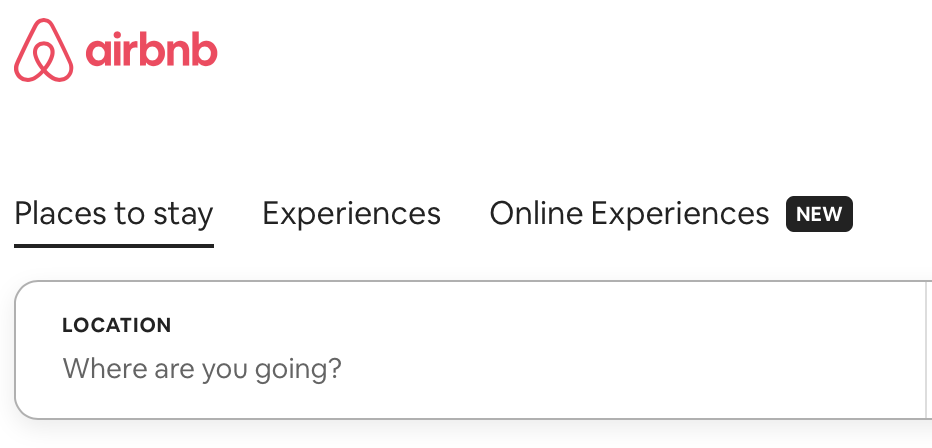 airbnb
Places to stay Experiences Online Experiences NEW
LOCATION
Where are you going?